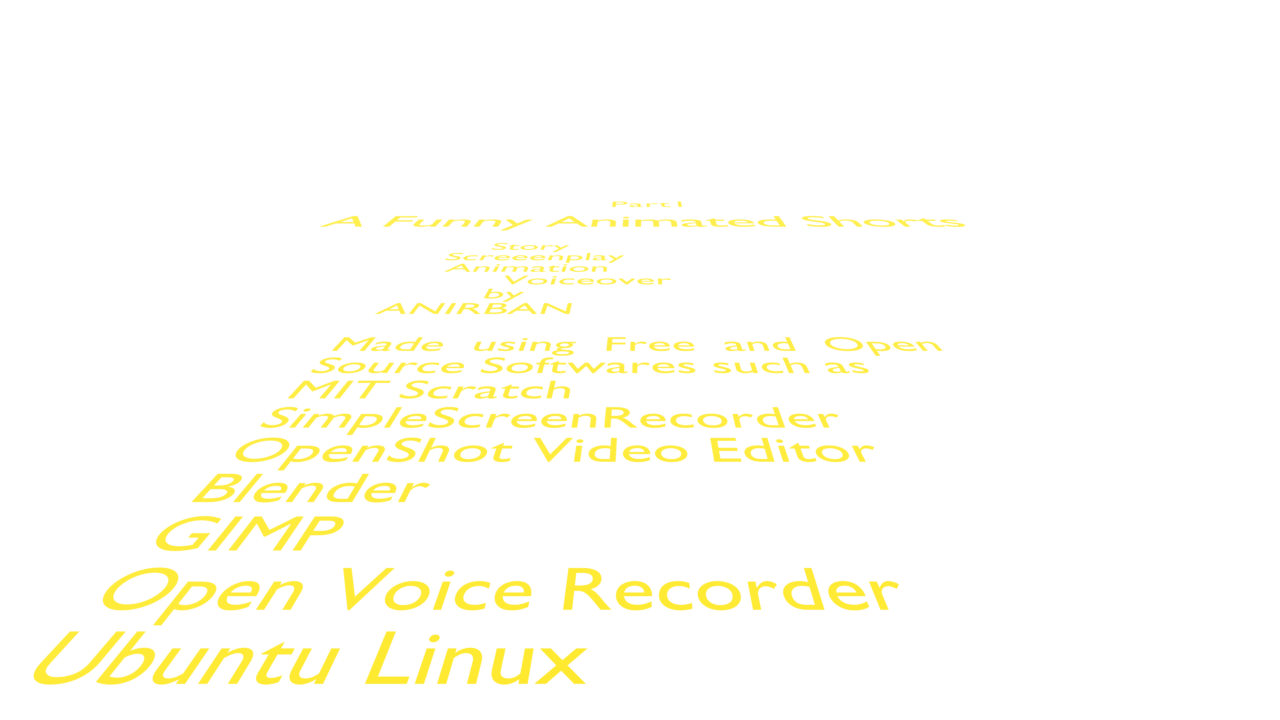 Part1
A Funny Animated Shorts
Story
Screeenplay
Animation
Voiceover
by
ANIRBAN
Made using Free and Open
Source Softwares such as
MIT Scratch
SimpleScreenRecorder
OpenShot Video Editor
Blender
GIMP
Open Voice Recorder
Ubuntu Linux